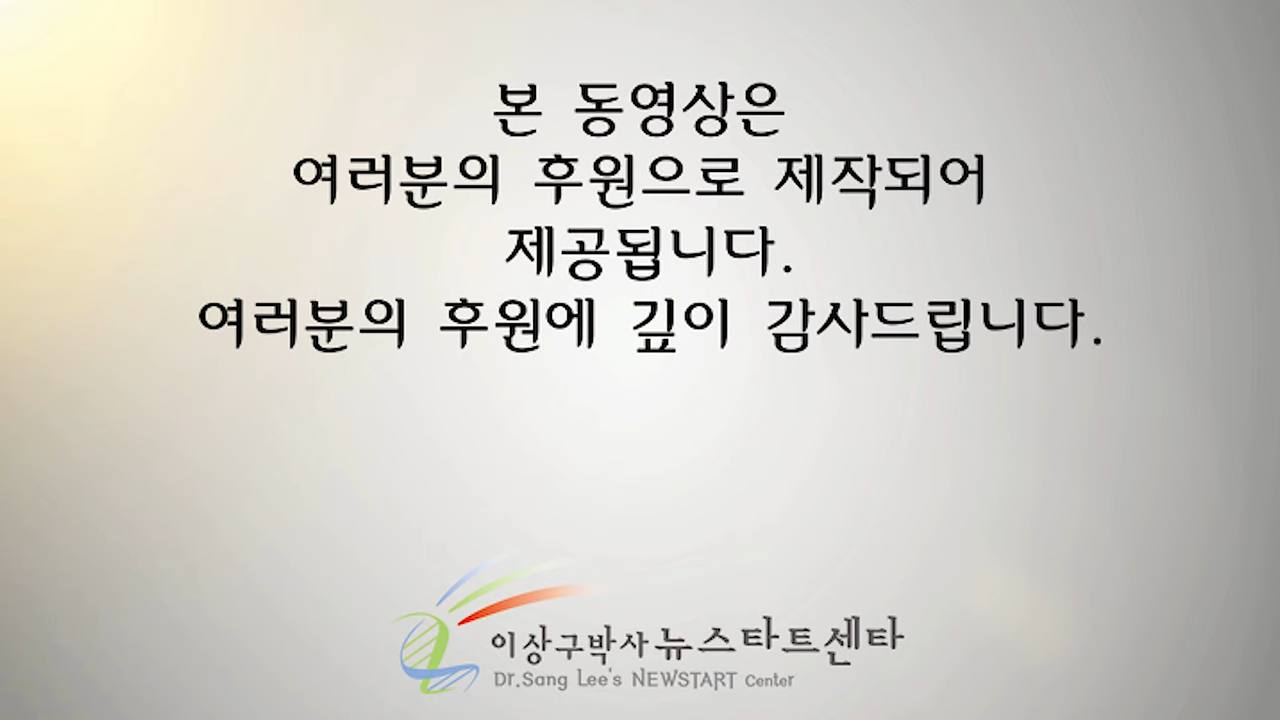 본 동영상은
여러분의 후원으로 제작되어
제공됩니다.
여러분의 후원에 깊이 감사드립니다.
이상구박사 뉴스타트센타
Dr.Sang Lee's NEWSTART Center